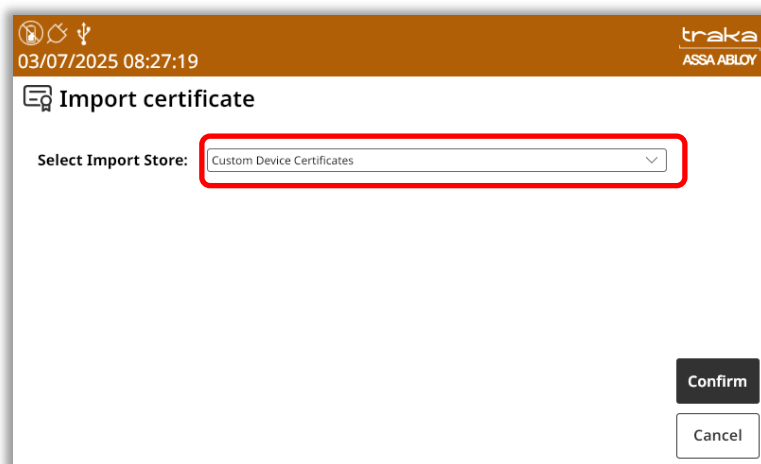 traka
03/07/2025 08:27:19
ASSA ABLOY
Import certificate
Select Import Store: Custom Device Certificates
Confirm
Cancel